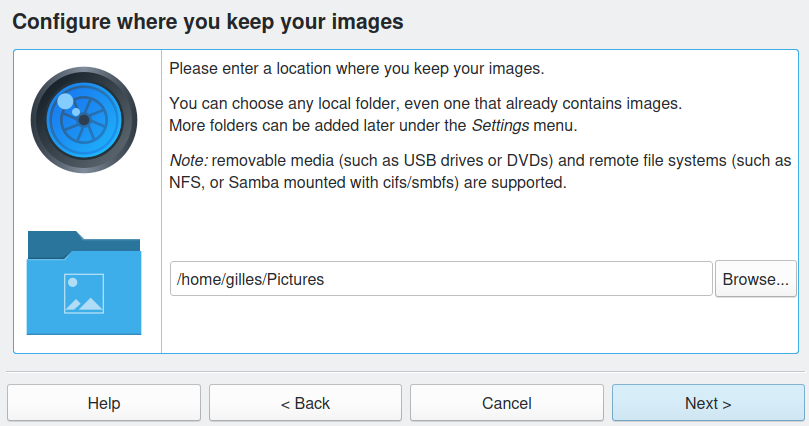 Configure where you keep your images
Please enter a location where you keep your images.
You can choose any local folder, even one that already contains images.
More folders can be added later under the Settings menu.
Note: removable media (such as USB drives or DVDs) and remote file systems (such as
NFS, or Samba mounted with cifs/smbfs) are supported.
/home/gilles/Pictures
Browse...
Help
< Back
Cancel
Next >